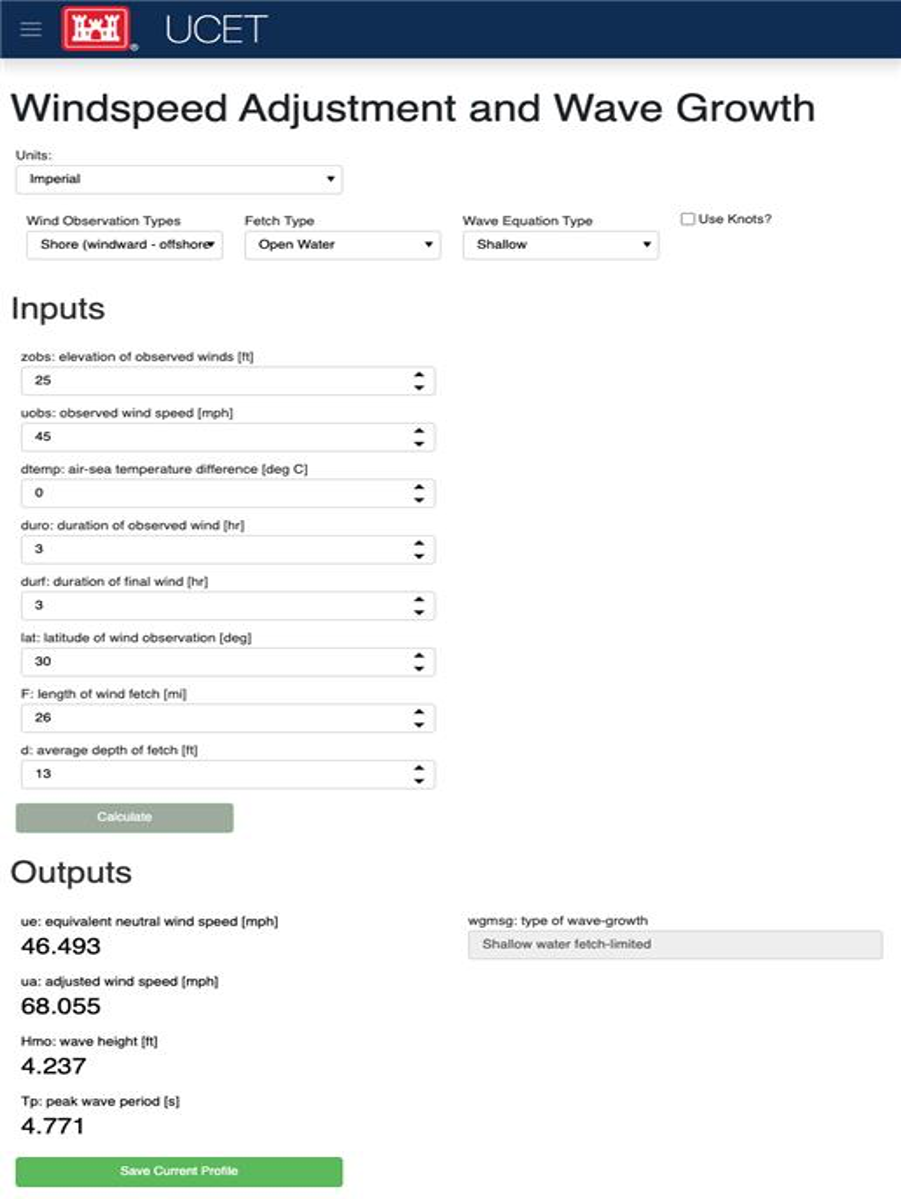 ® UCET
Windspeed Adjustment and Wave Growth
Units:
Imperial
Wind Observation Types Fetch Type Wave Equation Type Use Knots?
Shore (windward - offshore Open Water Shallow
Inputs
zobs: elevation of observed winds [ft]
25
uobs: observed wind speed [mph]
45
dtemp: air-sea temperature difference [deg C]
0
duro: duration of observed wind [hr]
3
durf: duration of final wind [hr]
3
lat: latitude of wind observation [deg]
30
F: length of wind fetch [mi]
26
d: average depth of fetch [ft]
13
Calculate
Outputs
ue: equivalent neutral wind speed [mph] wgmsg: type of wave-growth
46.493 Shallow water fetch-limited
ua: adjusted wind speed [mph]
68.055
Hmo: wave height [ft]
4.237
Tp: peak wave period [s]
4.771
Save Current Profile